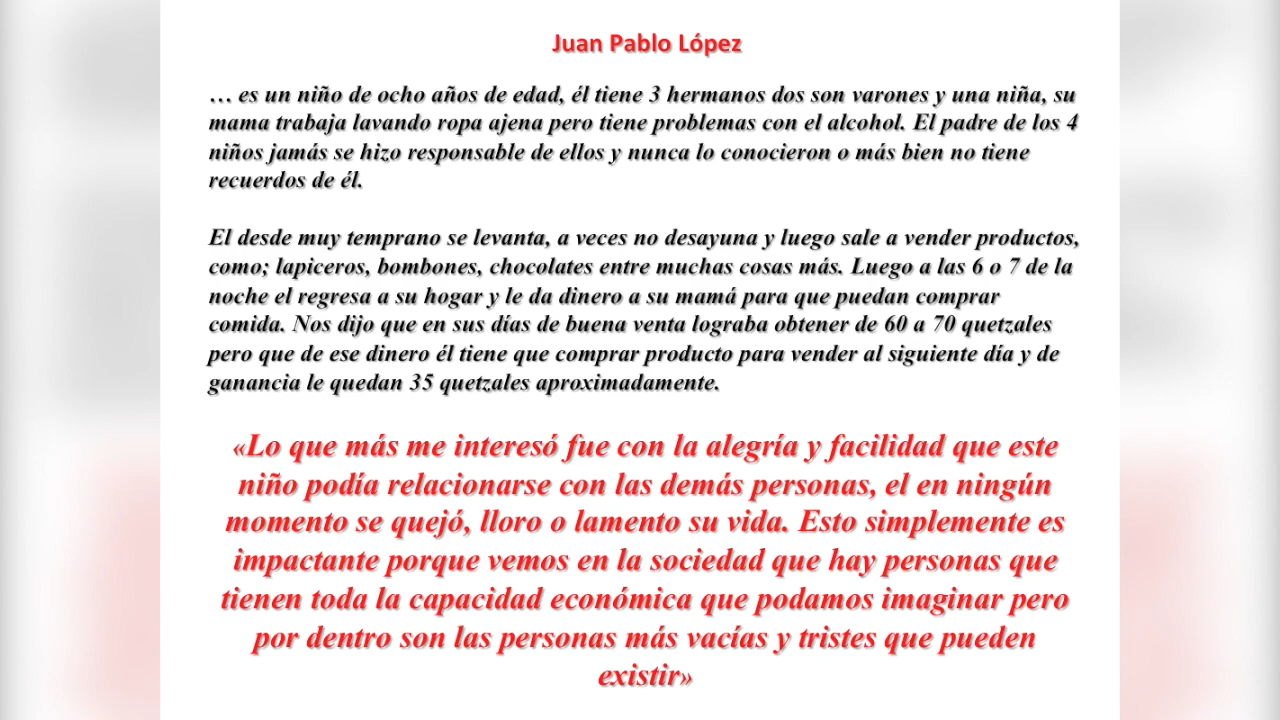 Juan Pablo López
… es un niño de ocho años de edad, él tiene 3 hermanos dos son varones y una niña, su
mama trabaja lavando ropa ajena pero tiene problemas con el alcohol. El padre de los 4
niños jamás se hizo responsable de ellos y nunca lo conocieron o más bien no tiene
recuerdos de él.
El desde muy temprano se levanta, a veces no desayuna y luego sale a vender productos,
como; lapiceros, bombones, chocolates entre muchas cosas más. Luego a las 6 o 7 de la
noche el regresa a su hogar y le da dinero a su mamá para que puedan comprar
comida. Nos dijo que en sus días de buena venta lograba obtener de 60 a 70 quetzales
pero que de ese dinero él tiene que comprar producto para vender al siguiente día y de
ganancia le quedan 35 quetzales aproximadamente.
«Lo que más me interesó fue con la alegría y facilidad que este
niño podía relacionarse con las demás personas, el en ningún
momento se quejó, lloro o lamento su vida. Esto simplemente es
impactante porque vemos en la sociedad que hay personas que
tienen toda la capacidad económica que podamos imaginar pero
por dentro son las personas más vacías y tristes que pueden
existir»